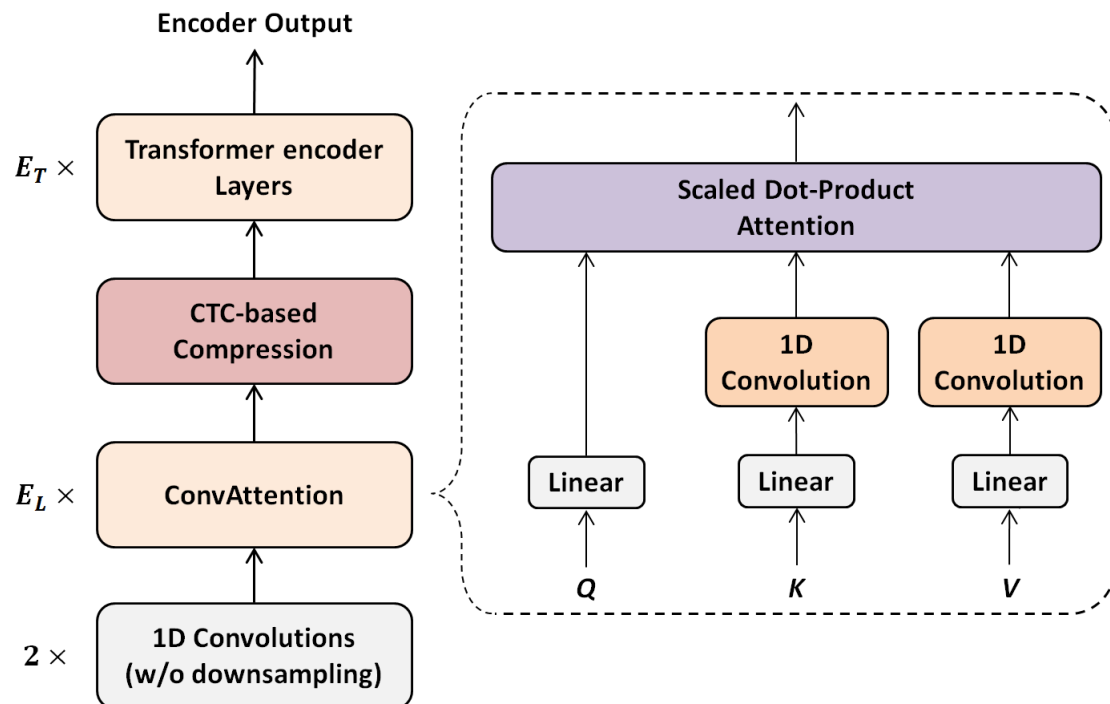 Encoder Output
E_T ×
Transformer encoder
Layers
CTC-based
Compression
E_L ×
ConvAttention
2 ×
1D Convolutions
(w/o downsampling)
Scaled Dot-Product
Attention
1D
Convolution
1D
Convolution
Linear
Linear
Linear
Q
K
V